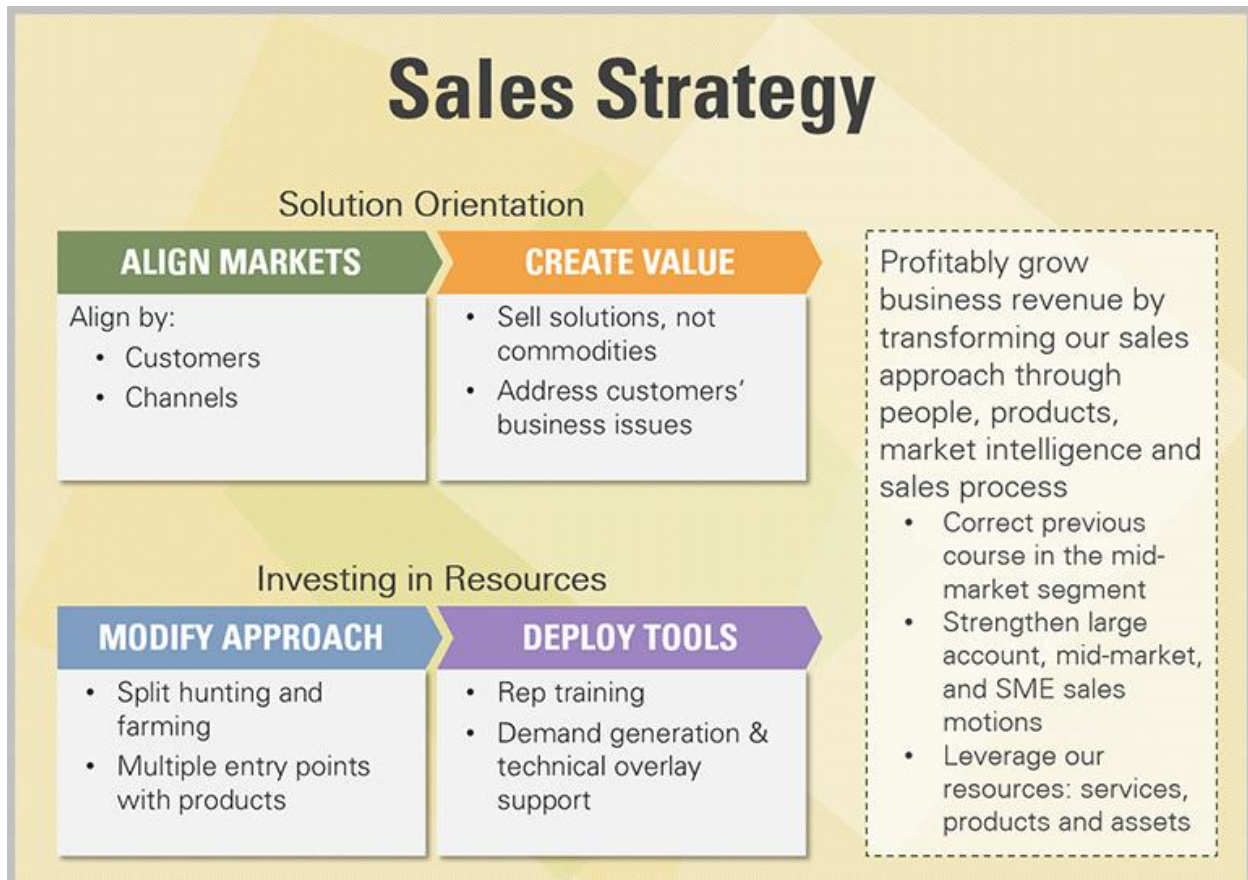 Sales Strategy
Solution Orientation
ALIGN MARKETS
Align by:
• Customers
• Channels
CREATE VALUE
• Sell solutions, not
commodities
• Address customers'
business issues
Investing in Resources
MODIFY APPROACH
• Split hunting and
farming
• Multiple entry points
with products
DEPLOY TOOLS
• Rep training
• Demand generation &
technical overlay
support
Profitably grow
business revenue by
transforming our sales
approach through
people, products,
market intelligence and
sales process
• Correct previous
course in the mid-
market segment
• Strengthen large
account, mid-market,
and SME sales
motions
• Leverage our
resources: services,
products and assets